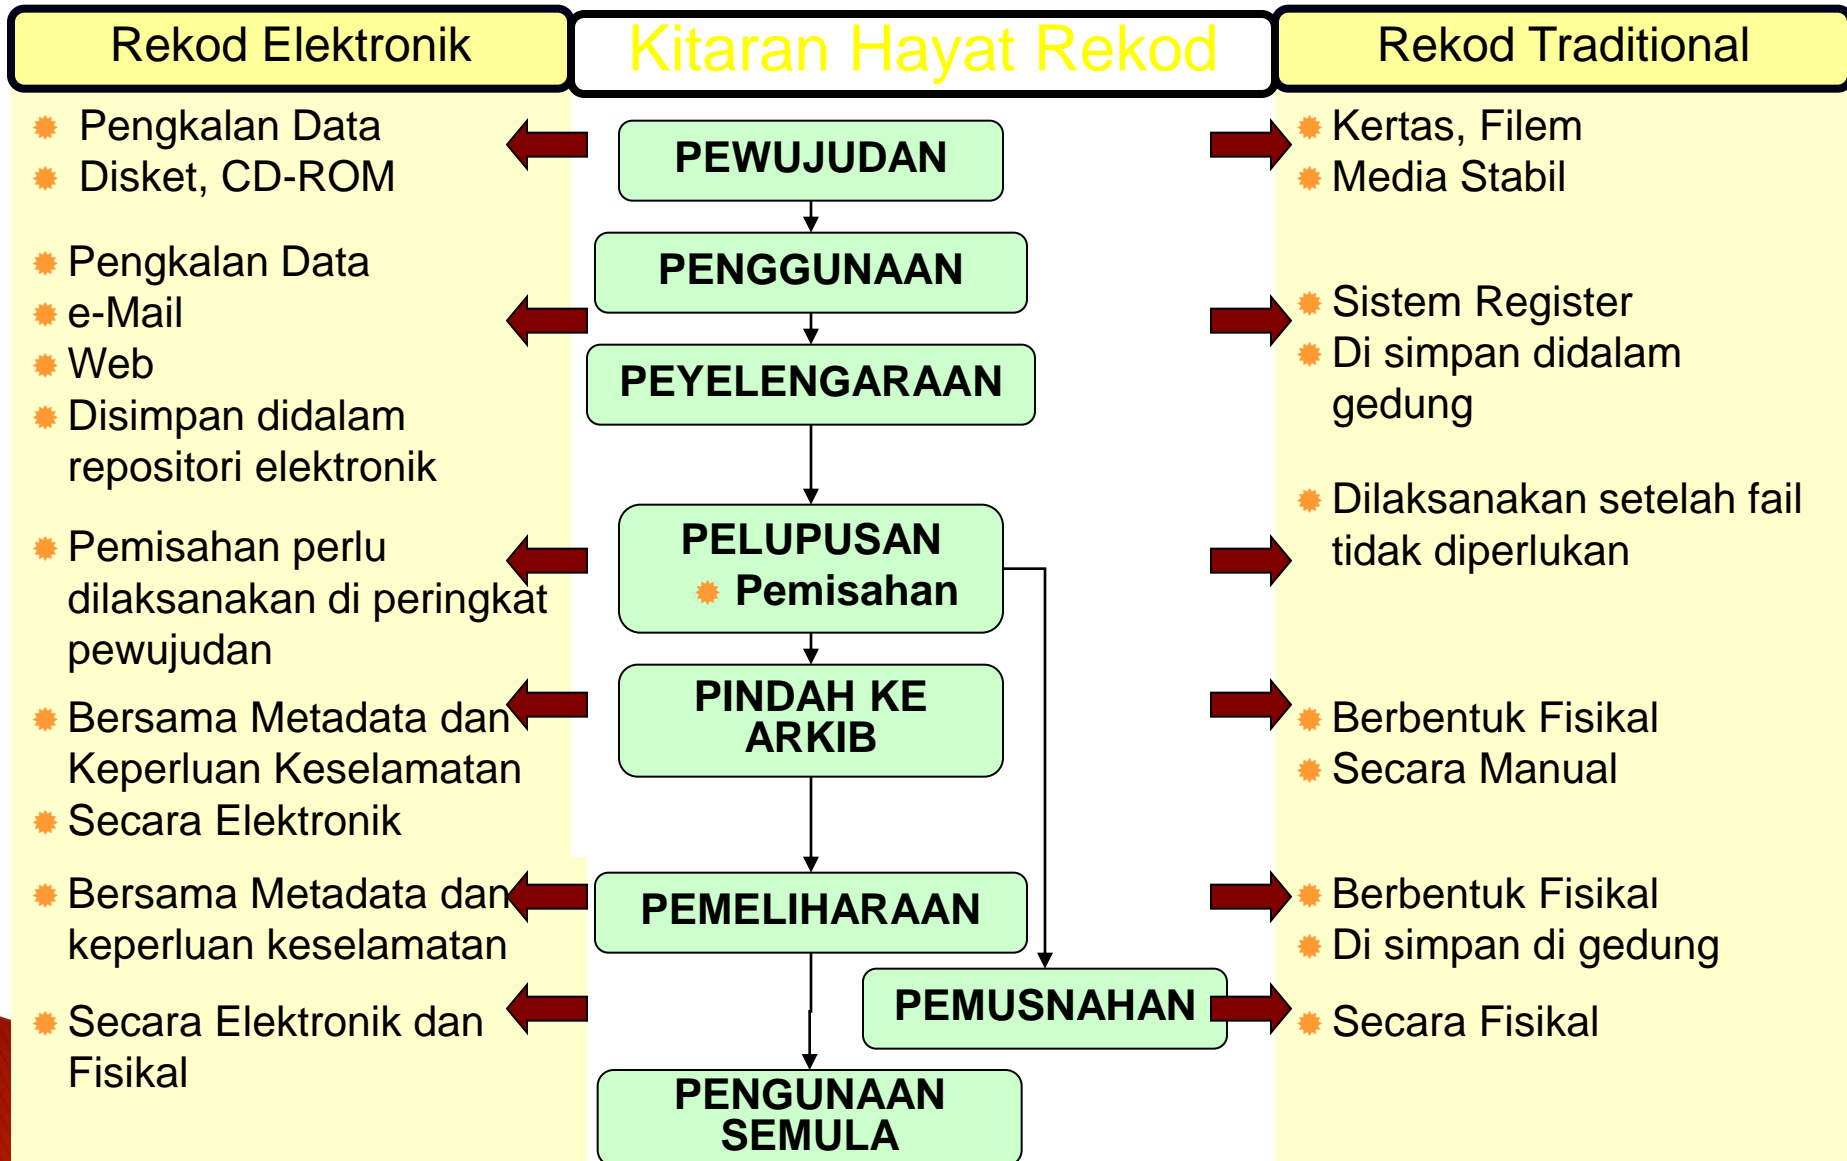 Rekod Elektronik
Kitaran Hayat Rekod
Rekod Traditional
Pengkalan Data
Disket, CD-ROM
Pengkalan Data
e-Mail
Web
Disimpan didalam
repositori elektronik
Pemisahan perlu
dilaksanakan di peringkat
pewujudan
Bersama Metadata dan
Keperluan Keselamatan
Secara Elektronik
Bersama Metadata dan
keperluan keselamatan
Secara Elektronik dan
Fisikal
PEWUJUDAN
PENGGUNAAN
PEYELENGARAAN
PELUPUSAN
Pemisahan
PINDAH KE
ARKIB
PEMELIHARAAN
PEMUSNAHAN
PENGUNAAN
SEMULA
Kertas, Filem
Media Stabil
Sistem Register
Di simpan didalam
gedung
Dilaksanakan setelah fail
tidak diperlukan
Berbentuk Fisikal
Secara Manual
Berbentuk Fisikal
Di simpan di gedung
Secara Fisikal